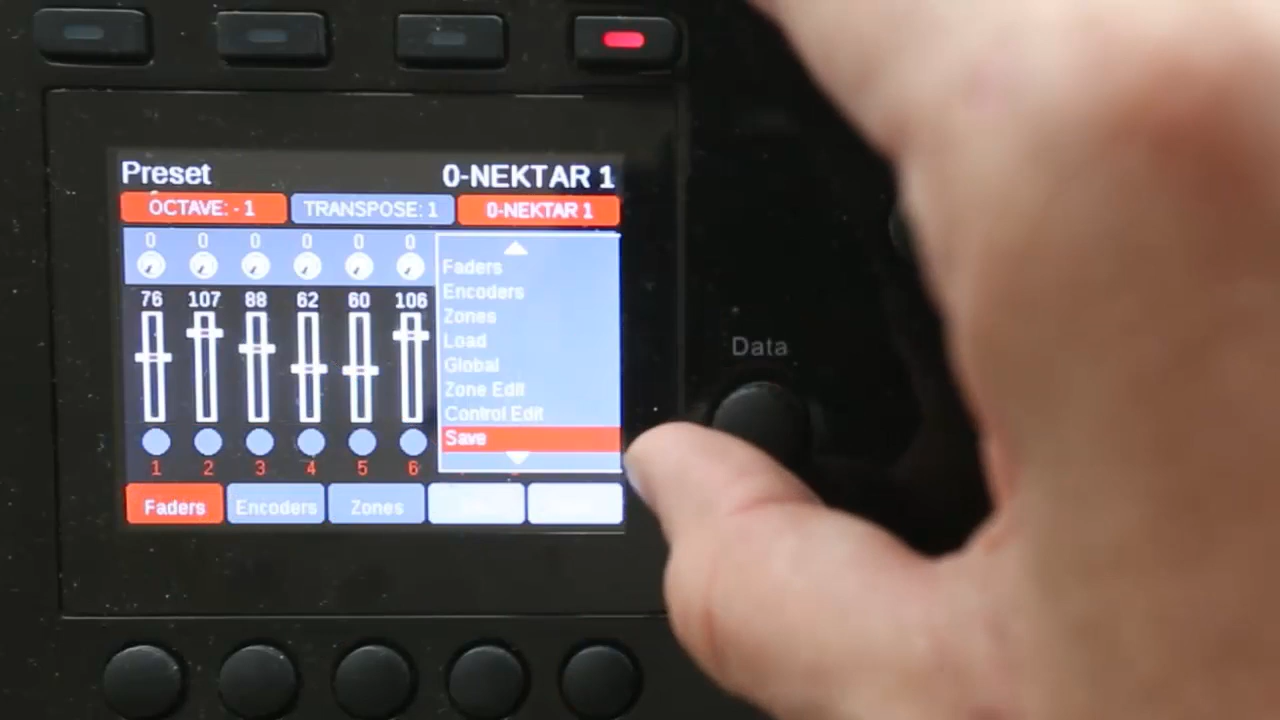 Preset 0-NEKTAR 1
OCTAVE: - 1 TRANSPOSE: 1 0-NEKTAR 1
0 0 0 0 0 0
Faders
Encoders
76 107 88 62 60 106
Zones
Load
Global
Zone Edit
Control Edit
Save
1 2 3 4 5 6
Faders Encoders Zones
Data